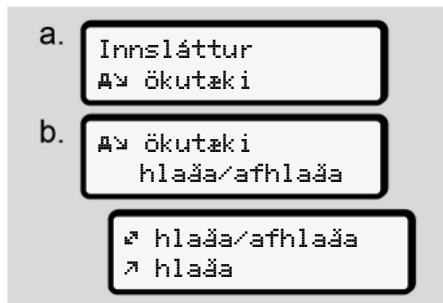 a.
Innsláttur
ökutæki
b.
ökutæki
hlaða/afhlaða
hlaða/afhlaða
hlaða